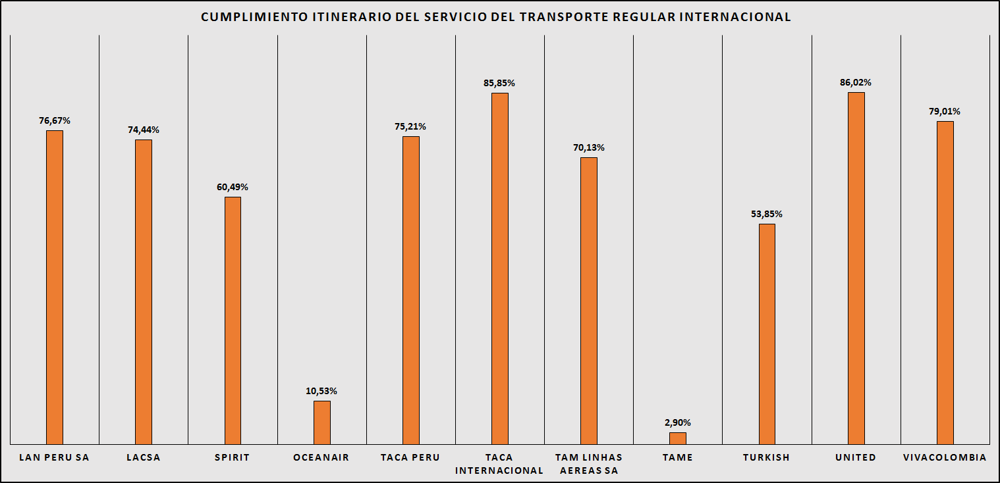 CUMPLIMIENTO ITINERARIO DEL SERVICIO DEL TRANSPORTE REGULAR INTERNACIONAL
76,67%
74,44%
60,49%
10,53%
75,21%
85,85%
70,13%
2,90%
53,85%
86,02%
79,01%
LAN PERU SA
LACSA
SPIRIT
OCEANAIR
TACA PERU
TACA
INTERNACIONAL
TAM LINHAS
AEREAS SA
TAME
TURKISH
UNITED
VIVACOLOMBIA